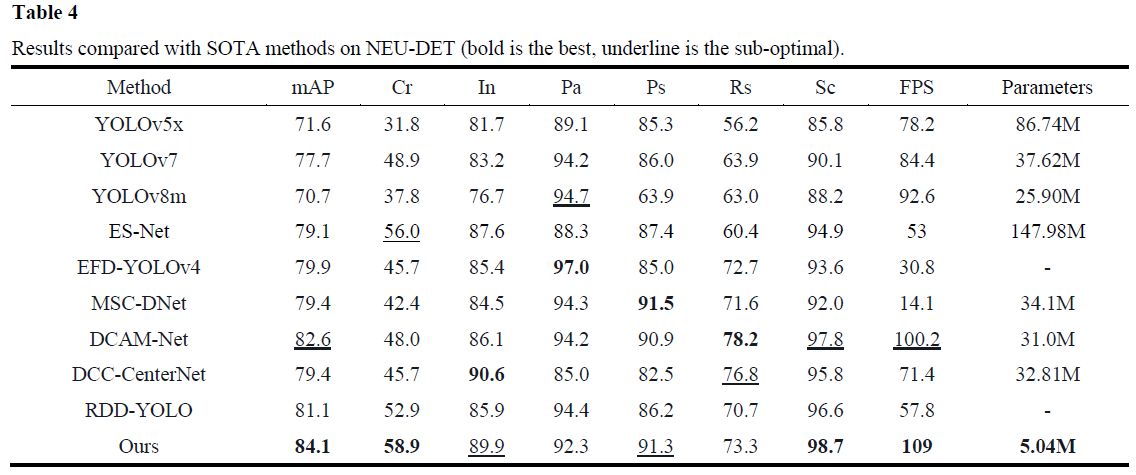 Table 4
Results compared with SOTA methods on NEU-DET (bold is the best, underline is the sub-optimal).
Method mAP Cr In Pa Ps Rs Sc FPS Parameters
YOLOv5x 71.6 31.8 81.7 89.1 85.3 56.2 85.8 78.2 86.74M
YOLOv7 77.7 48.9 83.2 94.2 86.0 63.9 90.1 84.4 37.62M
YOLOv8m 70.7 37.8 76.7 94.7 63.9 63.0 88.2 92.6 25.90M
ES-Net 79.1 56.0 87.6 88.3 87.4 60.4 94.9 53 147.98M
EFD-YOLOv4 79.9 45.7 85.4 97.0 85.0 72.7 93.6 30.8 -
MSC-DNet 79.4 42.4 84.5 94.3 91.5 71.6 92.0 14.1 34.1M
DCAM-Net 82.6 48.0 86.1 94.2 90.9 78.2 97.8 100.2 31.0M
DCC-CenterNet 79.4 45.7 90.6 85.0 82.5 76.8 95.8 71.4 32.81M
RDD-YOLO 81.1 52.9 85.9 94.4 86.2 70.7 96.6 57.8 -
Ours 84.1 58.9 89.9 92.3 91.3 73.3 98.7 109 5.04M